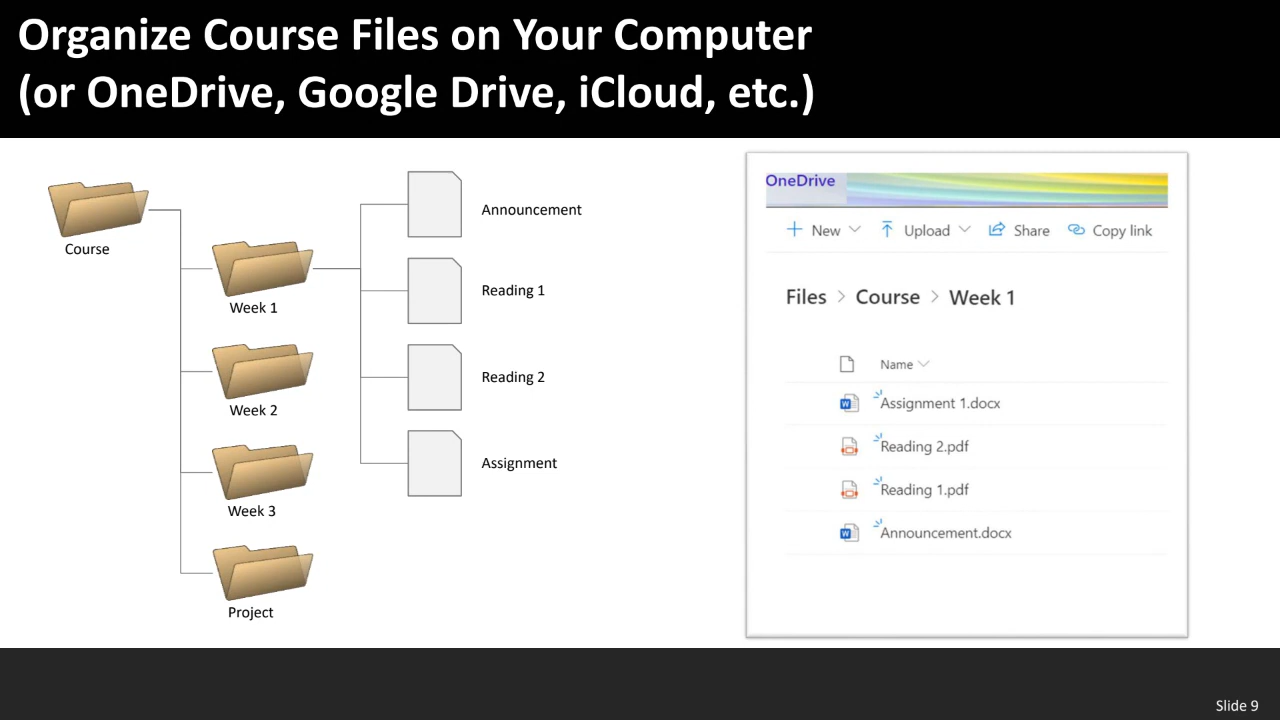 Organize Course Files on Your Computer
(or OneDrive, Google Drive, iCloud, etc.)
Course
Week 1
Week 2
Week 3
Project
Announcement
Reading 1
Reading 2
Assignment
OneDrive
New Upload Share Copy link
Files > Course > Week 1
Name
Assignment 1.docx
Reading 2.pdf
Reading 1.pdf
Announcement.docx
Slide 9